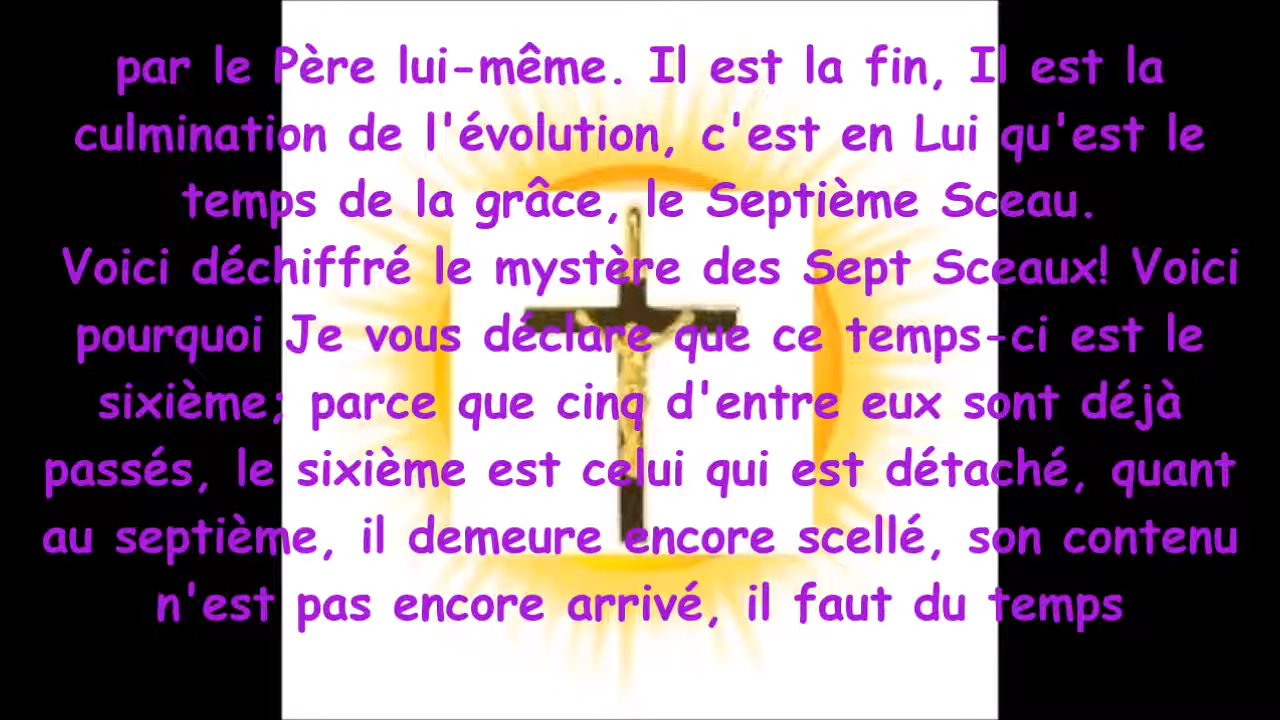 par le Père lui-même. Il est la fin, Il est la
culmination de l'évolution, c'est en Lui qu'est le
temps de la grâce, le Septième Sceau.
Voici déchiffré le mystère des Sept Sceaux! Voici
pourquoi Je vous déclare que ce temps-ci est le
sixième; parce que cinq d'entre eux sont déjà
passés, le sixième est celui qui est détaché, quant
au septième, il demeure encore scellé, son contenu
n'est pas encore arrivé, il faut du temps